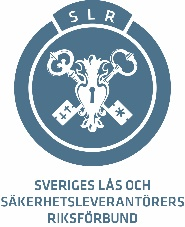 SLR
SVERIGES LÅS OCH
SÄKERHETSLEVERANTÖRERS
RIKSFÖRBUND